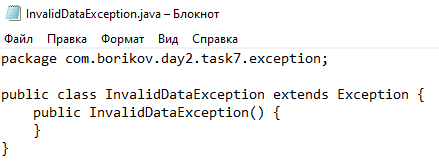 InvalidDataException.java – Блокнот
Файл Правка Формат Вид Справка
package com.borikov.day2.task7.exception;

public class InvalidDataException extends Exception {
    public InvalidDataException() {
    }
}